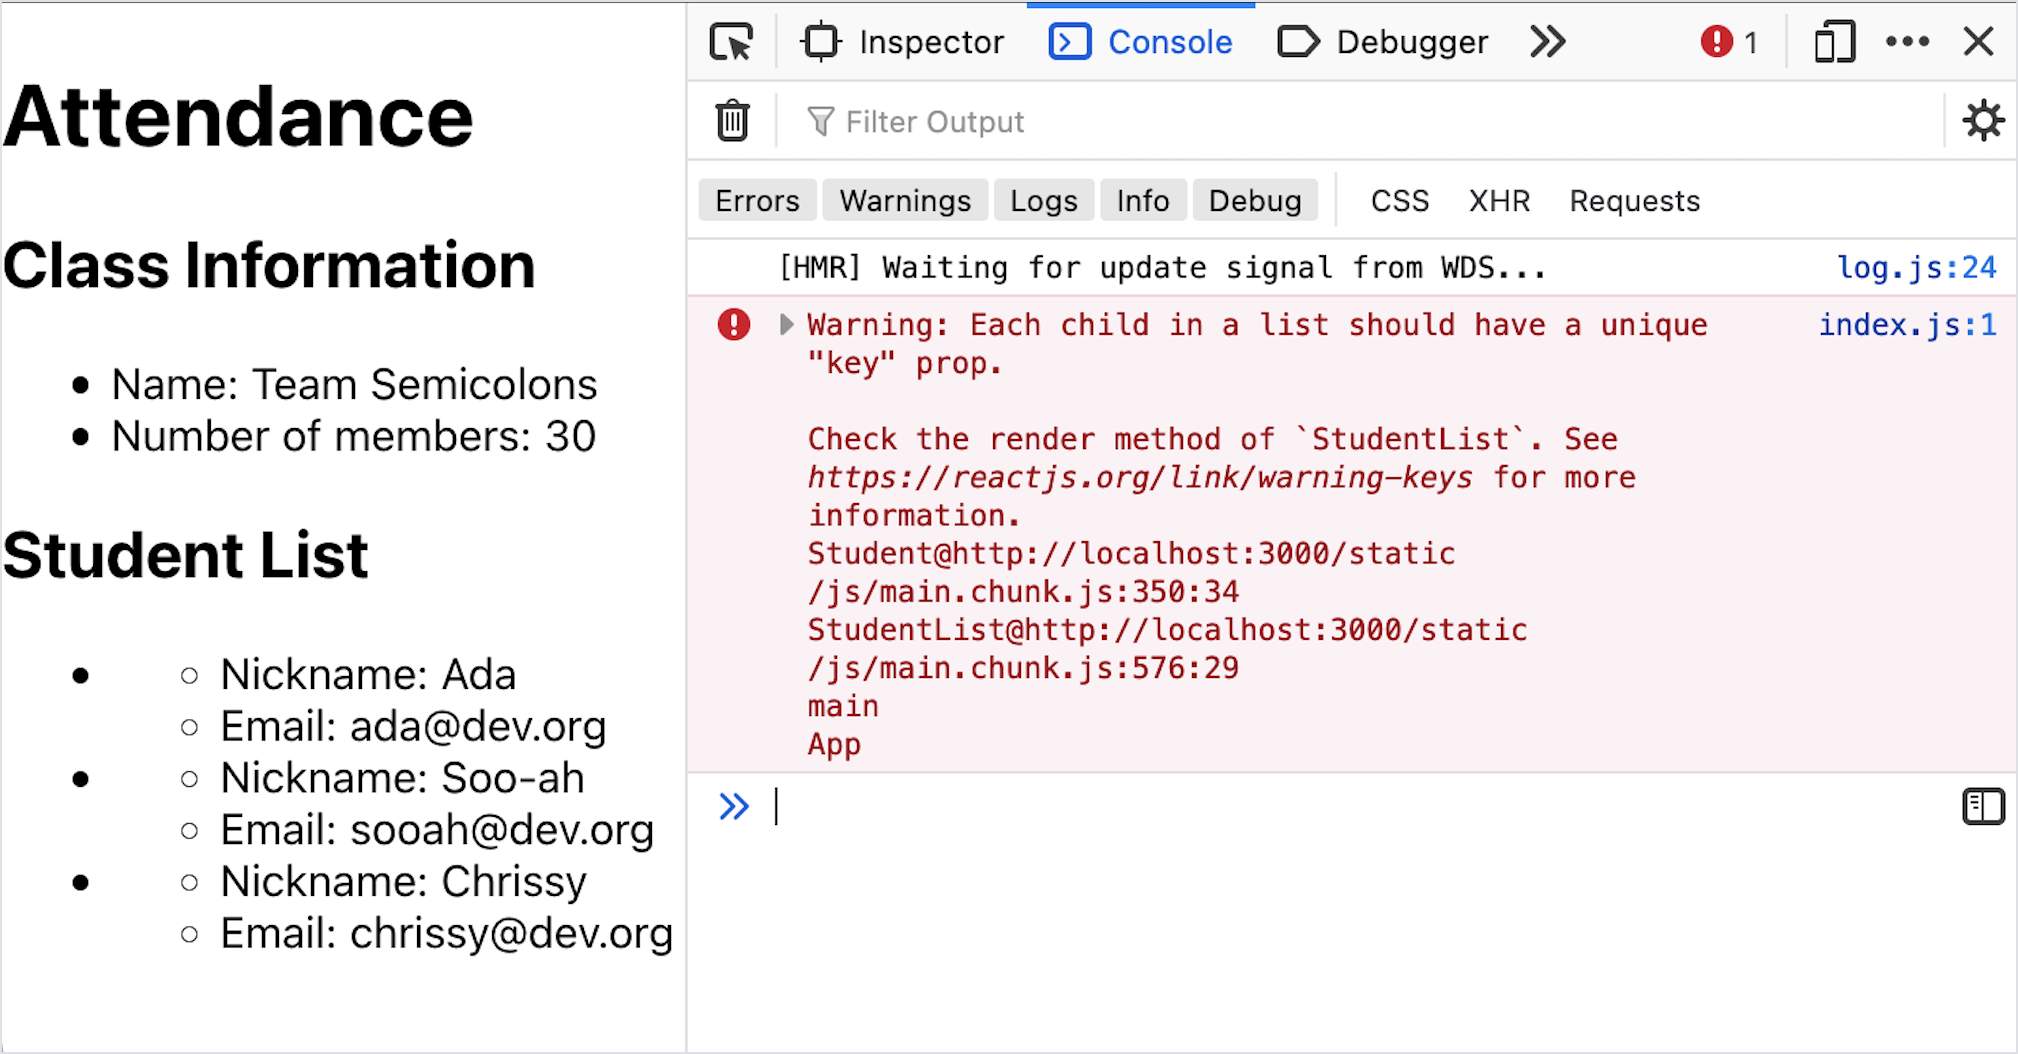 Attendance
Class Information
Name: Team Semicolons
Number of members: 30
Student List
Nickname: Ada
Email: ada@dev.org
Nickname: Soo-ah
Email: sooah@dev.org
Nickname: Chrissy
Email: chrissy@dev.org
Inspector Console Debugger 1
Filter Output
Errors Warnings Logs Info Debug CSS XHR Requests
[HMR] Waiting for update signal from WDS... log.js:24
Warning: Each child in a list should have a unique index.js:1
"key" prop.
Check the render method of `StudentList`. See
https://reactjs.org/link/warning-keys for more
information.
Student@http://localhost:3000/static
/js/main.chunk.js:350:34
StudentList@http://localhost:3000/static
/js/main.chunk.js:576:29
main
App